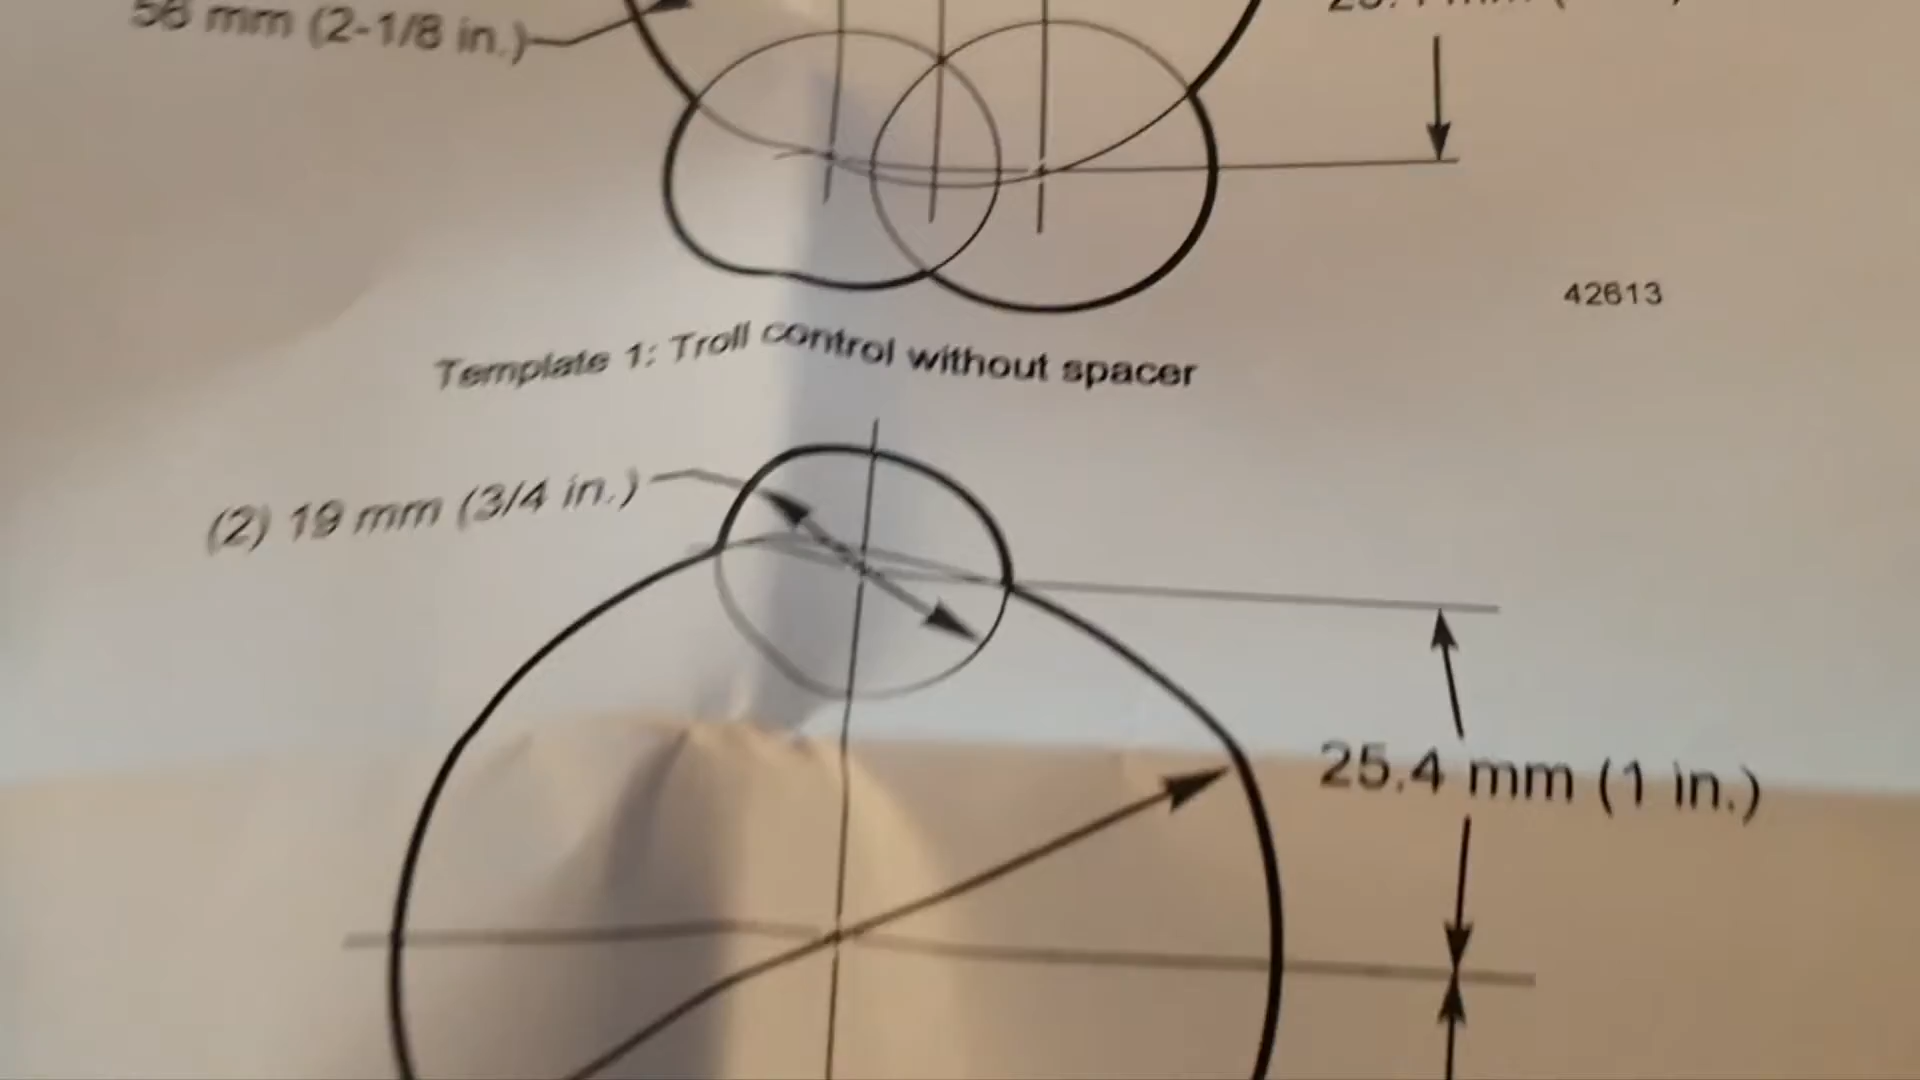 mm (2-1/8 in.)
42613
Template 1: Troll control without spacer
(2) 19 mm (3/4 in.)
25.4 mm (1 in.)